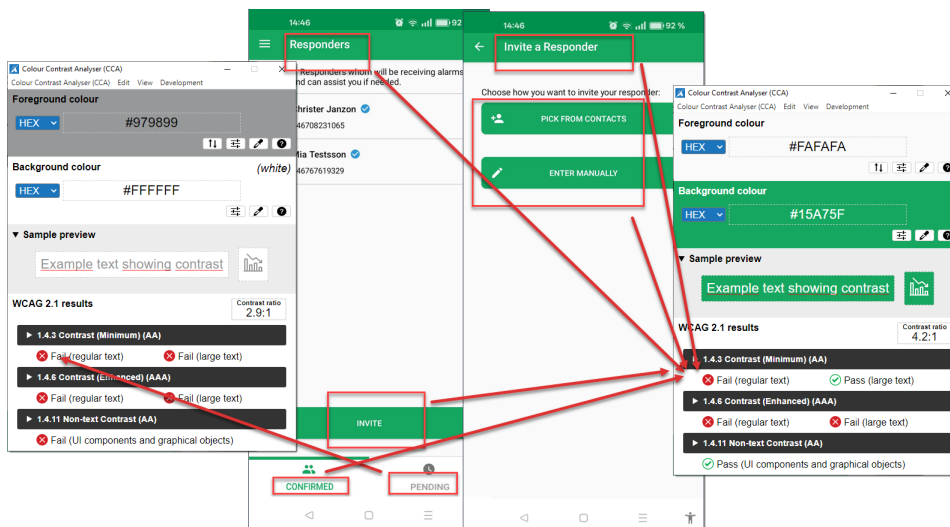 14:46
92
Responders
Responders whom will be receiving alarms
and can assist you if needed.
Christer Janzon
46708231065
Mia Testsson
46767619329
INVITE
CONFIRMED
PENDING
14:46
92 %
Invite a Responder
Choose how you want to invite your responder:
PICK FROM CONTACTS
ENTER MANUALLY
Colour Contrast Analyser (CCA)
Colour Contrast Analyser (CCA) Edit View Development
Foreground colour
HEX
#979899
Background colour
(white)
HEX
#FFFFFF
Sample preview
Example text showing contrast
WCAG 2.1 results
Contrast ratio
2.9:1
1.4.3 Contrast (Minimum) (AA)
Fail (regular text)
Fail (large text)
1.4.6 Contrast (Enhanced) (AAA)
Fail (regular text)
Fail (large text)
1.4.11 Non-text Contrast (AA)
Fail (UI components and graphical objects)
Colour Contrast Analyser (CCA)
Colour Contrast Analyser (CCA) Edit View Development
Foreground colour
HEX
#FAFAFA
Background colour
HEX
#15A75F
Sample preview
Example text showing contrast
WCAG 2.1 results
Contrast ratio
4.2:1
1.4.3 Contrast (Minimum) (AA)
Fail (regular text)
Pass (large text)
1.4.6 Contrast (Enhanced) (AAA)
Fail (regular text)
Fail (large text)
1.4.11 Non-text Contrast (AA)
Pass (UI components and graphical objects)